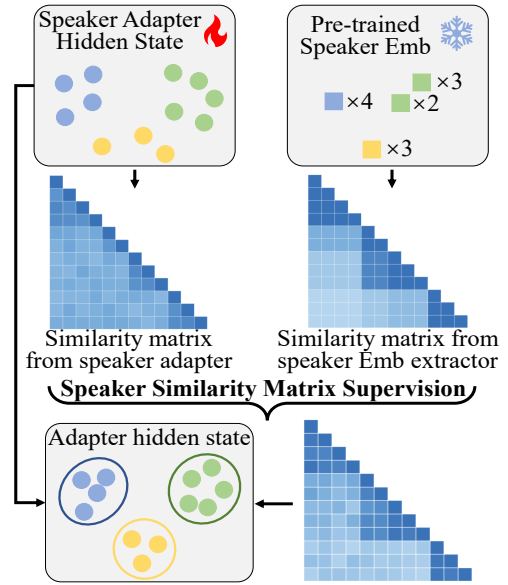 Speaker Adapter
Hidden State
Pre-trained
Speaker Emb
×3
×4
×2
×3
Similarity matrix
from speaker adapter
Similarity matrix from
speaker Emb extractor
Speaker Similarity Matrix Supervision
Adapter hidden state